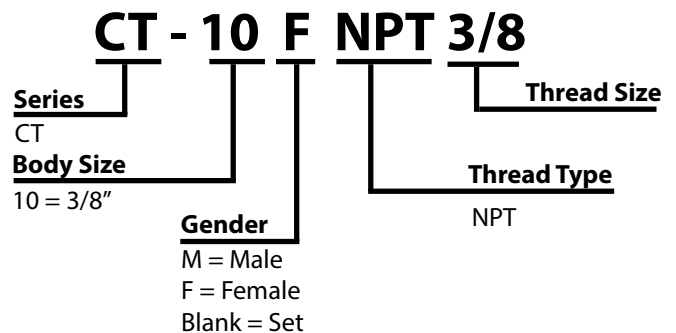 CT - 10 F NPT 3/8
Series
CT
Body Size
10 = 3/8”
Gender
M = Male
F = Female
Blank = Set
Thread Size
Thread Type
NPT